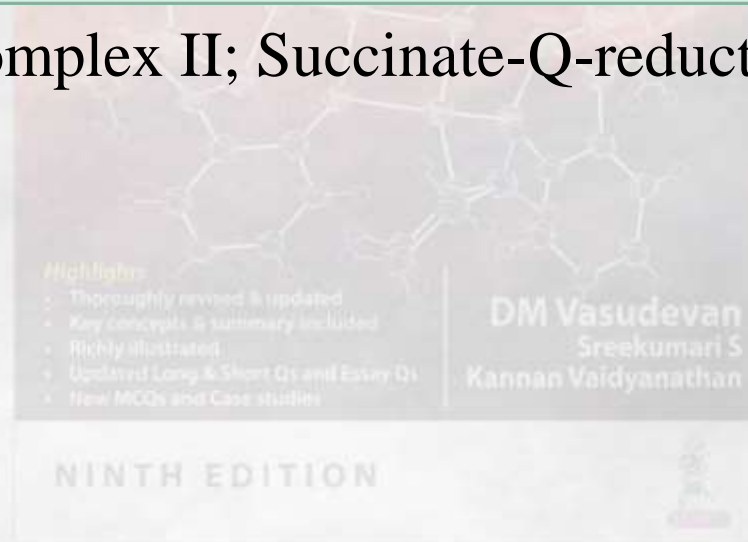 omplex II; Succinate-Q-reduct
Highlights
• Thoroughly revised & updated
• Key concepts & summary included
• Richly illustrated
• Updated Long & Short Qs and Essay Qs
• New MCQs and Case studies
DM Vasudevan
Sreekumari S
Kannan Vaidyanathan
NINTH EDITION